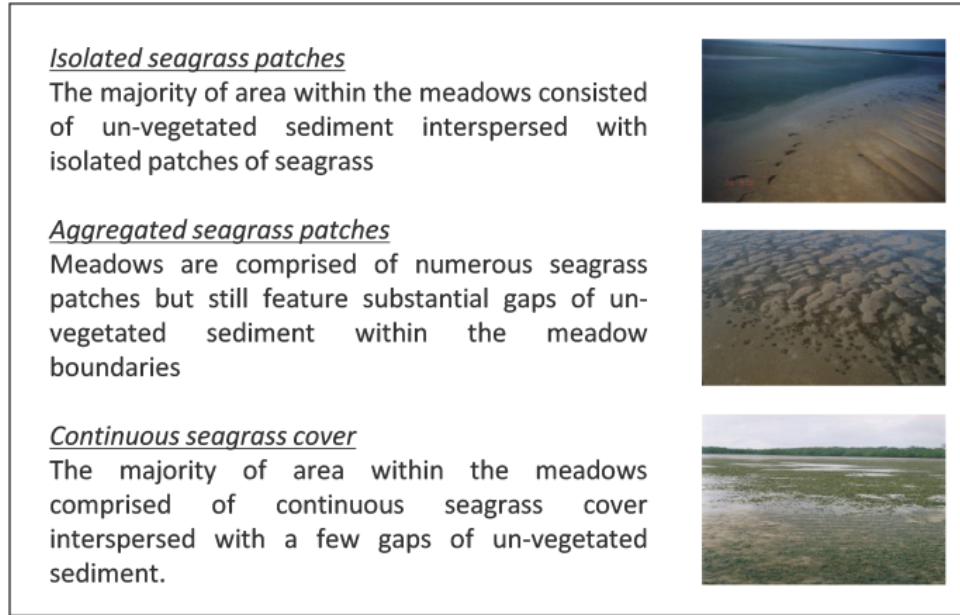 Isolated seagrass patches
The majority of area within the meadows consisted
of un-vegetated sediment interspersed with
isolated patches of seagrass
Aggregated seagrass patches
Meadows are comprised of numerous seagrass
patches but still feature substantial gaps of un-
vegetated sediment within the meadow
boundaries
Continuous seagrass cover
The majority of area within the meadows
comprised of continuous seagrass cover
interspersed with a few gaps of un-vegetated
sediment.